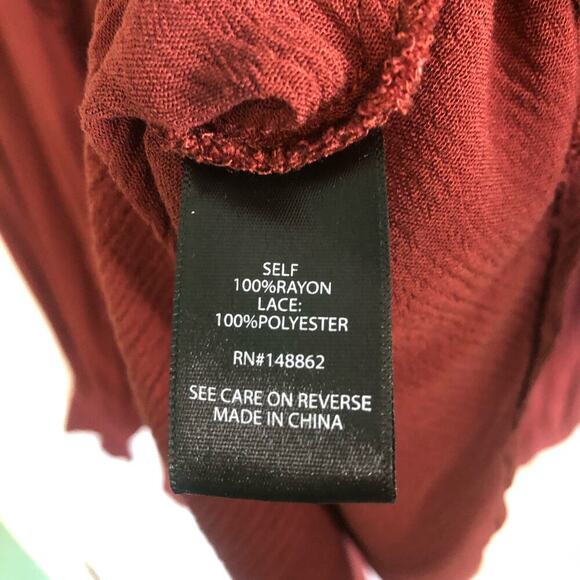 SELF
100%RAYON
LACE:
100%POLYESTER
RN#148862
SEE CARE ON REVERSE
MADE IN CHINA